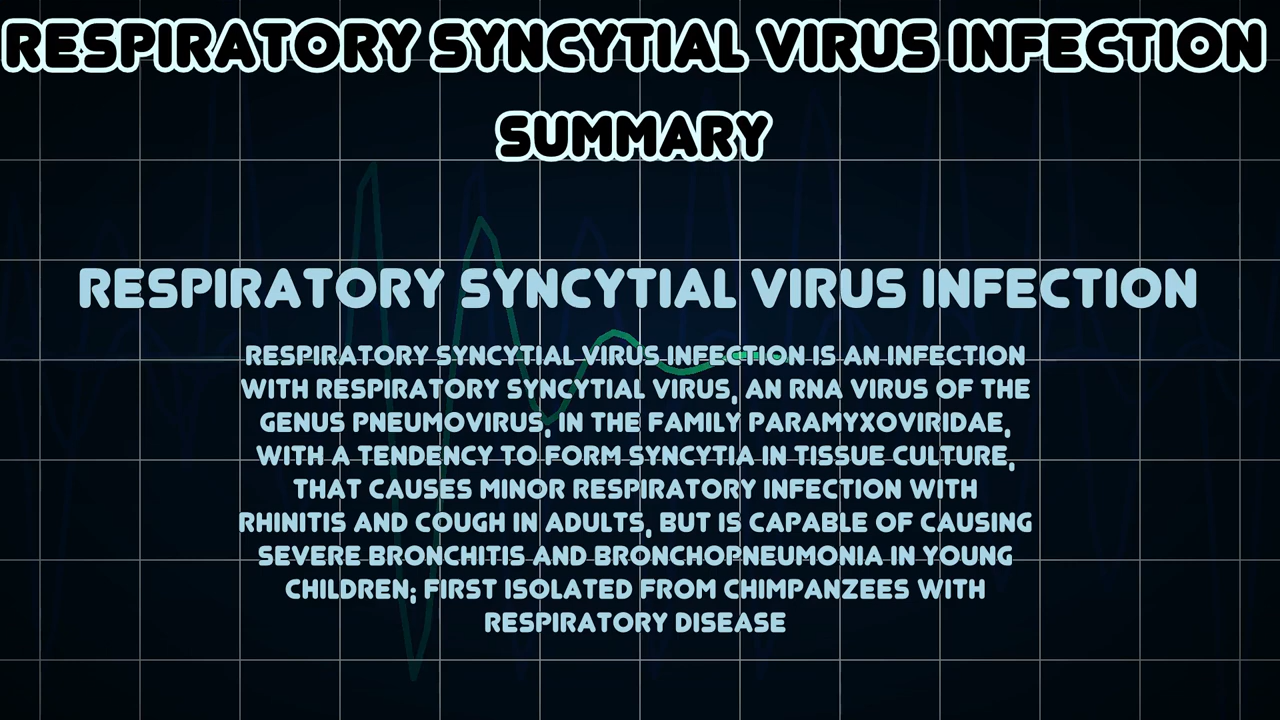 RESPIRATORY SYNCYTIAL VIRUS INFECTION
SUMMARY
RESPIRATORY SYNCYTIAL VIRUS INFECTION
RESPIRATORY SYNCYTIAL VIRUS INFECTION IS AN INFECTION
WITH RESPIRATORY SYNCYTIAL VIRUS, AN RNA VIRUS OF THE
GENUS PNEUMOVIRUS, IN THE FAMILY PARAMYXOVIRIDAE,
WITH A TENDENCY TO FORM SYNCYTIA IN TISSUE CULTURE,
THAT CAUSES MINOR RESPIRATORY INFECTION WITH
RHINITIS AND COUGH IN ADULTS, BUT IS CAPABLE OF CAUSING
SEVERE BRONCHITIS AND BRONCHOPNEUMONIA IN YOUNG
CHILDREN; FIRST ISOLATED FROM CHIMPANZEES WITH
RESPIRATORY DISEASE